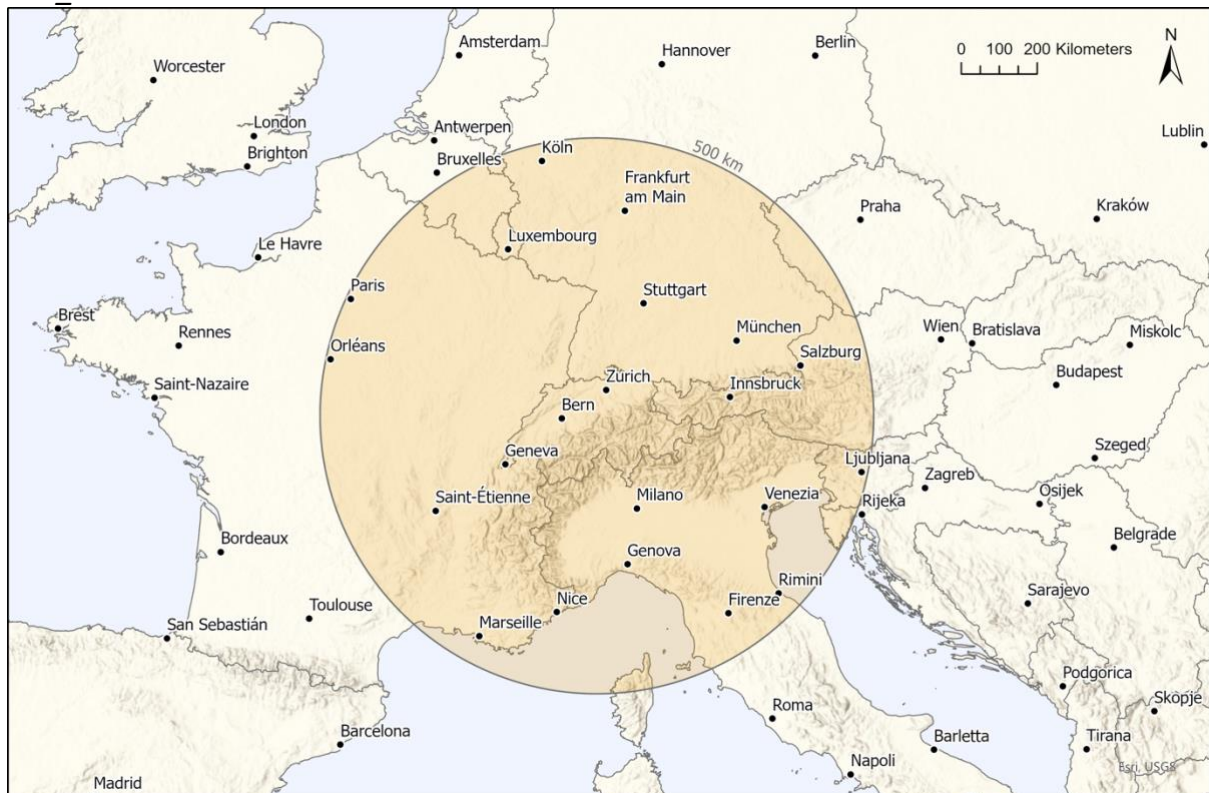 Amsterdam
Hannover
Berlin
0 100 200 Kilometers
N
Worcester
London
Antwerpen
Lublin
Brighton
Bruxelles
Köln
500 km
Frankfurt
am Main
Praha
Kraków
Le Havre
Luxembourg
Paris
Stuttgart
Brest
Rennes
München
Wien
Bratislava
Miskolc
Orléans
Salzburg
Budapest
Saint-Nazaire
Zürich
Innsbruck
Bern
Geneva
Ljubljana
Szeged
Zagreb
Saint-Étienne
Milano
Venezia
Rijeka
Osijek
Bordeaux
Genova
Belgrade
Rimini
Toulouse
Nice
Firenze
Sarajevo
San Sebastián
Marseille
Podgorica
Roma
Skopje
Barcelona
Barletta
Tirana
Napoli
Esri, USGS
Madrid